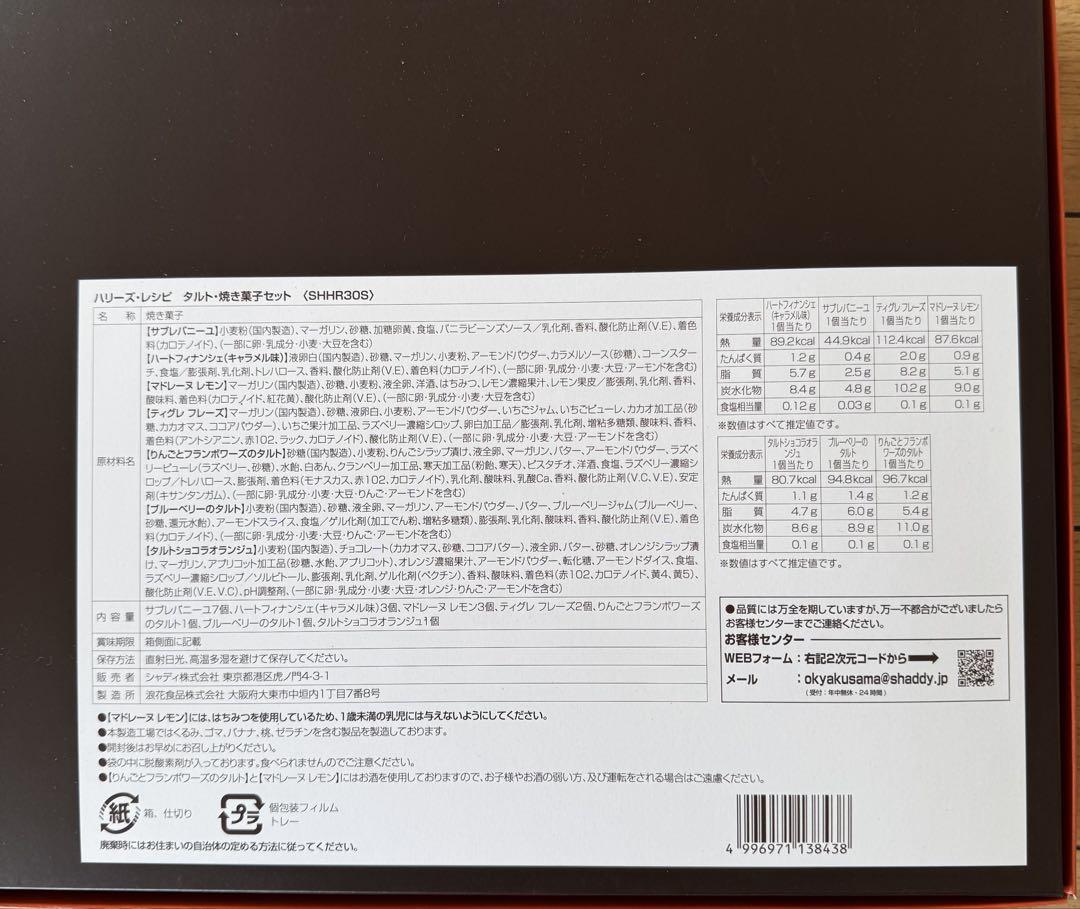 ハリーズ・レシピ タルト・焼き菓子セット 〈SHHR30S〉
名 称 焼き菓子
原材料名
【サブレバニーユ】小麦粉(国内製造)、マーガリン、砂糖、加糖卵黄、食塩、バニラビーンズソース/乳化剤、香料、酸化防止剤(V.E)、着色
料(カロテノイド)、(一部に卵・乳成分・小麦・大豆を含む)
【ハートフィナンシェ(キャラメル味)】液卵白(国内製造)、砂糖、マーガリン、小麦粉、アーモンドパウダー、カラメルソース(砂糖)、コーンスター
チ、食塩/膨張剤、乳化剤、トレハロース、香料、酸化防止剤(V.E)、着色料(カロテノイド)、(一部に卵・乳成分・小麦・大豆・アーモンドを含む)
【マドレーヌ レモン】マーガリン(国内製造)、砂糖、小麦粉、液全卵、洋酒、はちみつ、レモン濃縮果汁、レモン果皮/膨張剤、乳化剤、香料、
酸味料、着色料(カロテノイド、紅花黄)、酸化防止剤(V.E)、(一部に卵・乳成分・小麦・大豆を含む)
【ティグレ フレーズ】マーガリン(国内製造)、砂糖、液卵白、小麦粉、アーモンドパウダー、いちごジャム、いちごピューレ、カカオ加工品(砂
糖、カカオマス、ココアパウダー)、いちご果汁加工品、ラズベリー濃縮シロップ、卵白加工品/膨張剤、乳化剤、増粘多糖類、酸味料、香料、
着色料(アントシアニン、赤102、ラック、カロテノイド)、酸化防止剤(V.E)、(一部に卵・乳成分・小麦・大豆・アーモンドを含む)
【りんごとフランボワーズのタルト】砂糖(国内製造)、小麦粉、りんごシラップ漬け、液全卵、マーガリン、バター、アーモンドパウダー、ラズベ
リーピューレ(ラズベリー、砂糖)、水飴、白あん、クランベリー加工品、寒天加工品(粉飴、寒天)、ピスタチオ、洋酒、食塩、ラズベリー濃縮シ
ロップ/トレハロース、膨張剤、着色料(モナスカス、赤102、カロテノイド)、乳化剤、酸味料、乳酸Ca、香料、酸化防止剤(V.C、V.E)、安定
剤(キサンタンガム)、(一部に卵・乳成分・小麦・大豆・りんご・アーモンドを含む)
【ブルーベリーのタルト】小麦粉(国内製造)、砂糖、液全卵、マーガリン、アーモンドパウダー、バター、ブルーベリージャム(ブルーベリー、
砂糖、還元水飴)、アーモンドスライス、食塩/ゲル化剤(加工でん粉、増粘多糖類)、膨張剤、乳化剤、酸味料、香料、酸化防止剤(V.E)、着色
料(カロテノイド)、(一部に卵・乳成分・小麦・大豆・りんご・アーモンドを含む)
【タルトショコラオランジュ】小麦粉(国内製造)、チョコレート(カカオマス、砂糖、ココアバター)、液全卵、バター、砂糖、オレンジシラップ漬
け、マーガリン、アプリコット加工品(砂糖、水飴、アプリコット)、オレンジ濃縮果汁、アーモンドパウダー、転化糖、アーモンドダイス、食塩、
ラズベリー濃縮シロップ/ソルビトール、膨張剤、乳化剤、ゲル化剤(ペクチン)、香料、酸味料、着色料(赤102、カロテノイド、黄4、黄5)、
酸化防止剤(V.E、V.C)、pH調整剤、(一部に卵・乳成分・小麦・大豆・オレンジ・りんご・アーモンドを含む)
内 容 量 サブレバニーユ7個、ハートフィナンシェ(キャラメル味)3個、マドレーヌ レモン3個、ティグレ フレーズ2個、りんごとフランボワーズ
のタルト1個、ブルーベリーのタルト1個、タルトショコラオランジュ1個
賞味期限 箱側面に記載
保存方法 直射日光、高温多湿を避けて保存してください。
販 売 者 シャディ株式会社 東京都港区虎ノ門4-3-1
製 造 所 浪花食品株式会社 大阪府大東市中垣内1丁目7番8号
●【マドレーヌ レモン】には、はちみつを使用しているため、1歳未満の乳児には与えないようにしてください。
●本製造工場ではくるみ、ゴマ、バナナ、桃、ゼラチンを含む製品を製造しております。
●開封後はお早めにお召し上がりください。
●袋の中に脱酸素剤が入っております。食べられませんのでご注意ください。
●【りんごとフランボワーズのタルト】と【マドレーヌ レモン】にはお酒を使用しておりますので、お子様やお酒の弱い方、及び運転をされる場合はご遠慮ください。
紙 箱、仕切り
プラ 個包装フィルム
トレー
廃棄時にはお住まいの自治体の定める方法に従ってください。
栄養成分表示 ハートフィナンシェ(キャラメル味)1個当たり サブレバニーユ1個当たり ティグレ フレーズ1個当たり マドレーヌ レモン1個当たり
熱 量 89.2kcal 44.9kcal 112.4kcal 87.6kcal
たんぱく質 1.2g 0.4g 2.0g 0.9g
脂 質 5.7g 2.5g 8.2g 5.1g
炭水化物 8.4g 4.8g 10.2g 9.0g
食塩相当量 0.12g 0.03g 0.1g 0.1g
※数値はすべて推定値です。
栄養成分表示 タルトショコラオランジュ1個当たり ブルーベリーのタルト1個当たり りんごとフランボワーズのタルト1個当たり
熱 量 80.7kcal 94.8kcal 96.7kcal
たんぱく質 1.1g 1.4g 1.2g
脂 質 4.7g 6.0g 5.4g
炭水化物 8.6g 8.9g 11.0g
食塩相当量 0.1g 0.1g 0.1g
※数値はすべて推定値です。
●品質には万全を期していますが、万一不都合がございましたら
お客様センターまでご連絡ください。
お客様センター
WEBフォーム:右記2次元コードから
メール :okyakusama@shaddy.jp
(受付:年中無休・24時間)
4 996971 138438